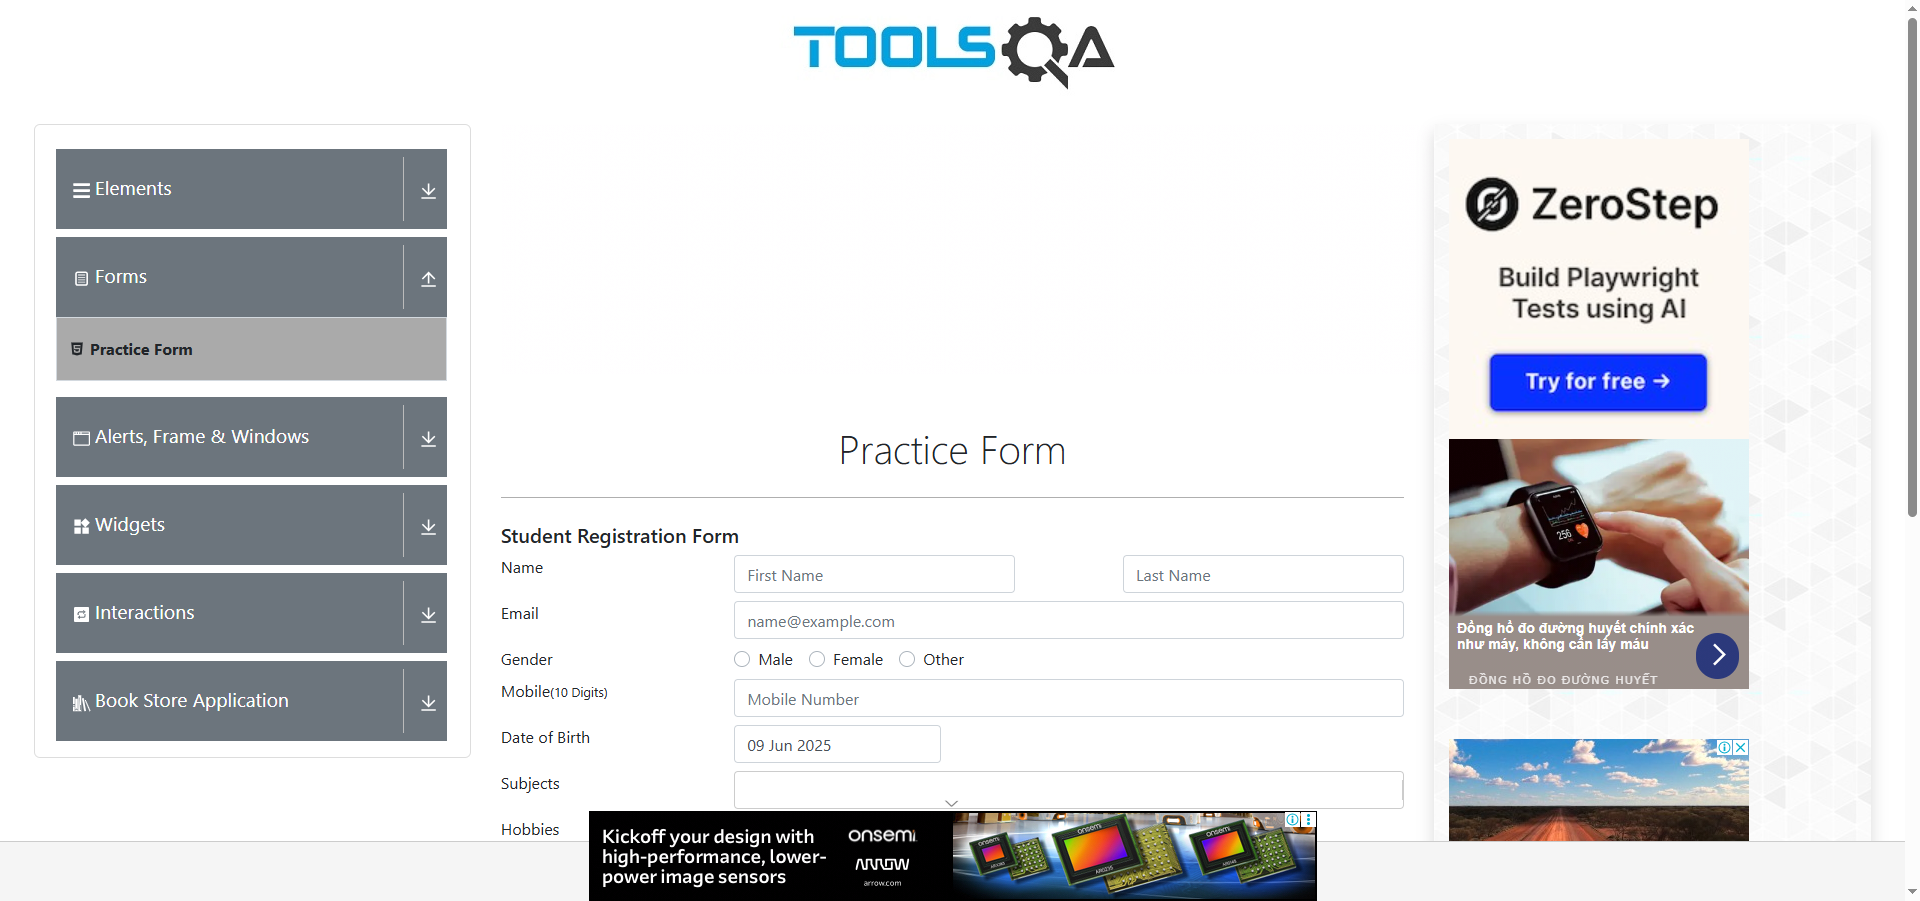 TOOLSQA
Elements
Forms
Practice Form
Alerts, Frame & Windows
Widgets
Interactions
Book Store Application
Practice Form
Student Registration Form
Name
First Name
Last Name
Email
name@example.com
Gender
Male
Female
Other
Mobile(10 Digits)
Mobile Number
Date of Birth
09 Jun 2025
Subjects
Hobbies
ZeroStep
Build Playwright
Tests using AI
Try for free →
256
Đồng hồ đo đường huyết chính xác
như máy, không cần lấy máu
ĐỒNG HỒ ĐO ĐƯỜNG HUYẾT
Kickoff your design with
high-performance, lower-
power image sensors
onsemi
ARROW
arrow.com
onsemi
onsemi
onsemi